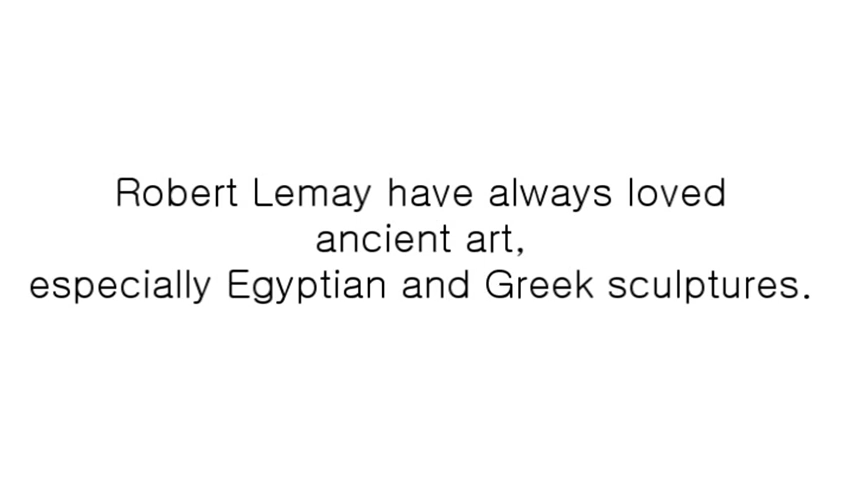 Robert Lemay have always loved
ancient art,
especially Egyptian and Greek sculptures.